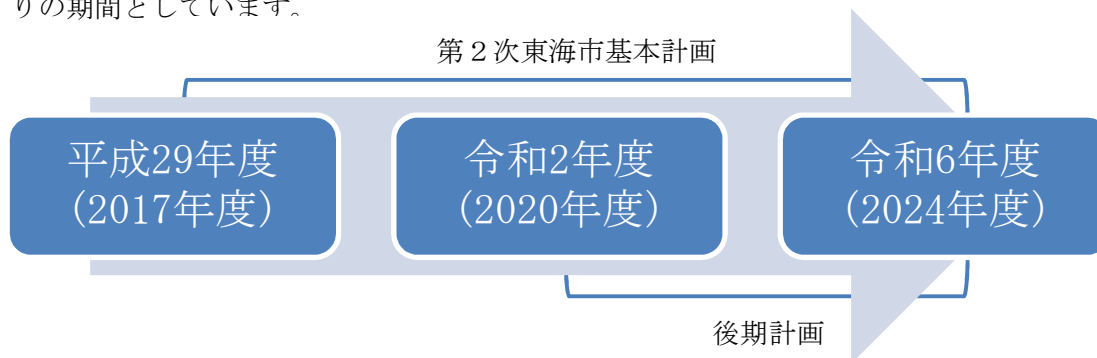 りの期間としています。
第２次東海市基本計画
平成29年度
(2017年度)
令和2年度
(2020年度)
令和6年度
(2024年度)
後期計画